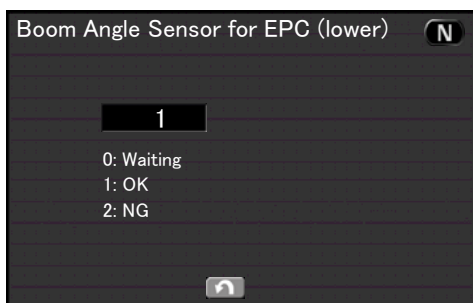 Boom Angle Sensor for EPC (lower)
N
1
0: Waiting
1: OK
2: NG